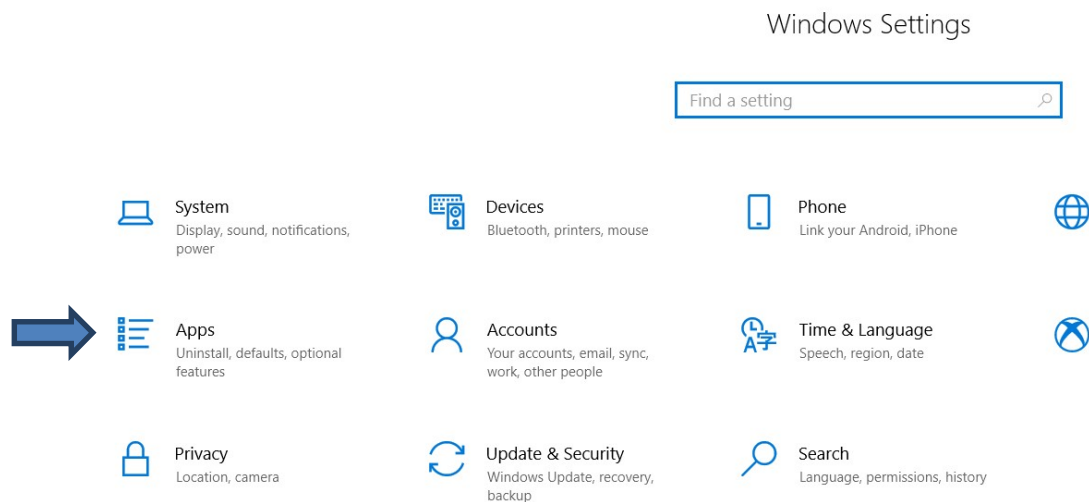 Windows Settings
Find a setting
System
Display, sound, notifications,
power
Devices
Bluetooth, printers, mouse
Phone
Link your Android, iPhone
Apps
Uninstall, defaults, optional
features
Accounts
Your accounts, email, sync,
work, other people
Time & Language
Speech, region, date
Privacy
Location, camera
Update & Security
Windows Update, recovery,
backup
Search
Language, permissions, history